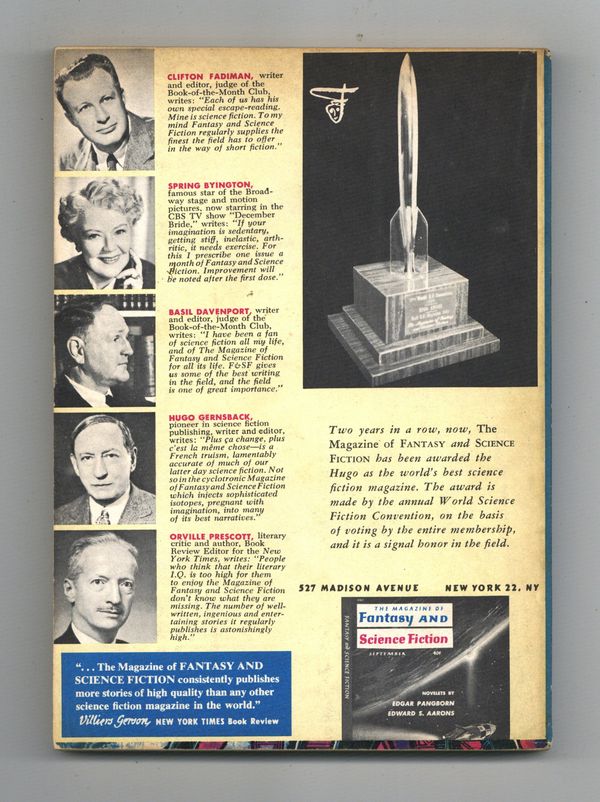 CLIFTON FADIMAN, writer
and editor, judge of the
Book-of-the-Month Club,
writes: "Each of us has his
own special escape-reading.
Mine is science fiction. To my
mind Fantasy and Science
Fiction regularly supplies the
finest the field has to offer
in the way of short fiction."
SPRING BYINGTON,
famous star of the Broad-
way stage and motion
pictures, now starring in the
CBS TV show "December
Bride," writes: "If your
imagination is sedentary,
getting stiff, inelastic, arth-
ritic, it needs exercise. For
this I prescribe one issue a
month of Fantasy and Science
Fiction. Improvement will
be noted after the first dose."
BASIL DAVENPORT, writer
and editor, judge of the
Book-of-the-Month Club,
writes: "I have been a fan
of science fiction all my life,
and of The Magazine of
Fantasy and Science Fiction
for all its life. F&SF gives
us some of the best writing
in the field, and the field
is one of great importance."
HUGO GERNSBACK,
pioneer in science fiction
publishing, writer and editor,
writes: "Plus ça change, plus
c'est la même chose—is a
French truism, lamentably
accurate of much of our
latter day science fiction. Not
so in the cyclotronic Magazine
of Fantasy and Science Fiction
which injects sophisticated
isotopes, pregnant with
imagination, into many
of its best narratives."
ORVILLE PRESCOTT, literary
critic and author, Book
Review Editor for the New
York Times, writes: "People
who think that their literary
I.Q. is too high for them
to enjoy the Magazine of
Fantasy and Science Fiction
don't know what they are
missing. The number of well-
written, ingenious and enter-
taining stories it regularly
publishes is astonishingly
high."
"... The Magazine of FANTASY AND
SCIENCE FICTION consistently publishes
more stories of high quality than any other
science fiction magazine in the world."
Villiers Gerson, NEW YORK TIMES Book Review
Two years in a row, now, The
Magazine of FANTASY and SCIENCE
FICTION has been awarded the
Hugo as the world's best science
fiction magazine. The award is
made by the annual World Science
Fiction Convention, on the basis
of voting by the entire membership,
and it is a signal honor in the field.
527 MADISON AVENUE NEW YORK 22, NY
THE MAGAZINE OF
Fantasy AND
Science Fiction
SEPTEMBER 40¢
NOVELETS BY
EDGAR PANGBORN
EDWARD S. AARONS
FANTASY and SCIENCE FICTION